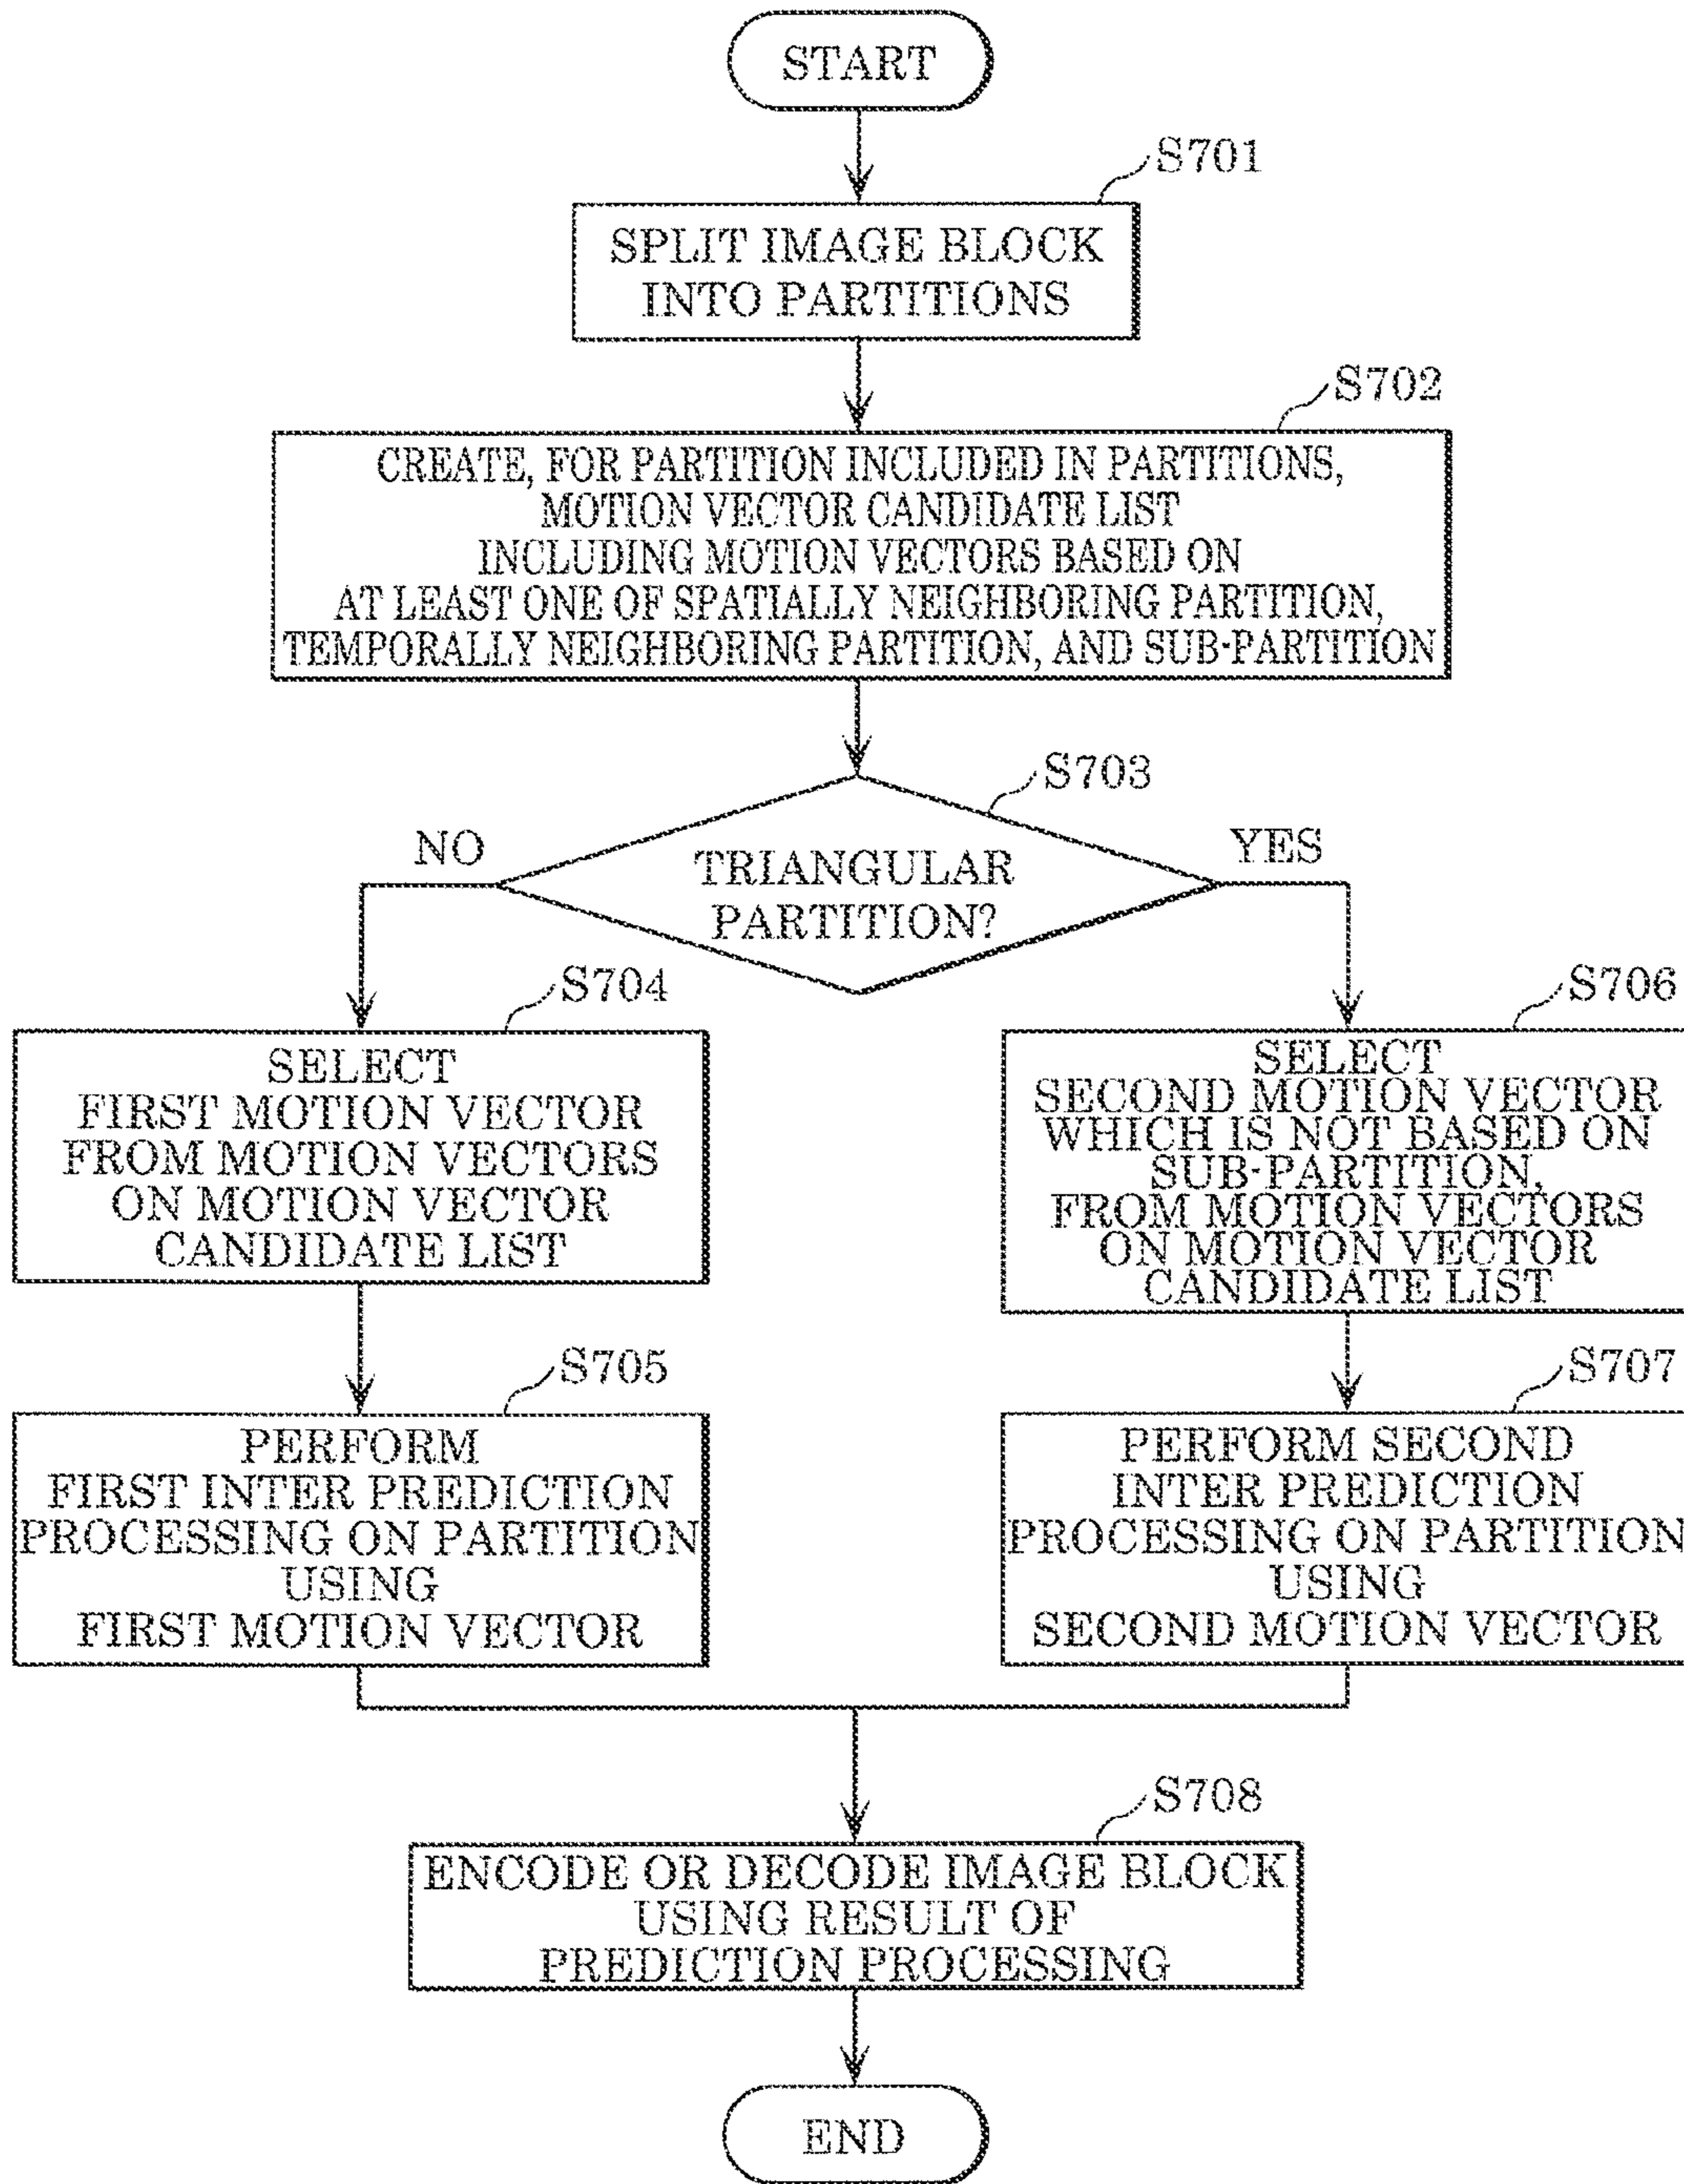 START
S701
SPLIT IMAGE BLOCK
INTO PARTITIONS
S702
CREATE, FOR PARTITION INCLUDED IN PARTITIONS,
MOTION VECTOR CANDIDATE LIST
INCLUDING MOTION VECTORS BASED ON
AT LEAST ONE OF SPATIALLY NEIGHBORING PARTITION,
TEMPORALLY NEIGHBORING PARTITION, AND SUB-PARTITION
S703
NO
YES
TRIANGULAR
PARTITION?
S704
SELECT
FIRST MOTION VECTOR
FROM MOTION VECTORS
ON MOTION VECTOR
CANDIDATE LIST
S705
PERFORM
FIRST INTER PREDICTION
PROCESSING ON PARTITION
USING
FIRST MOTION VECTOR
S706
SELECT
SECOND MOTION VECTOR
WHICH IS NOT BASED ON
SUB-PARTITION,
FROM MOTION VECTORS
ON MOTION VECTOR
CANDIDATE LIST
S707
PERFORM SECOND
INTER PREDICTION
PROCESSING ON PARTITION
USING
SECOND MOTION VECTOR
S708
ENCODE OR DECODE IMAGE BLOCK
USING RESULT OF
PREDICTION PROCESSING
END